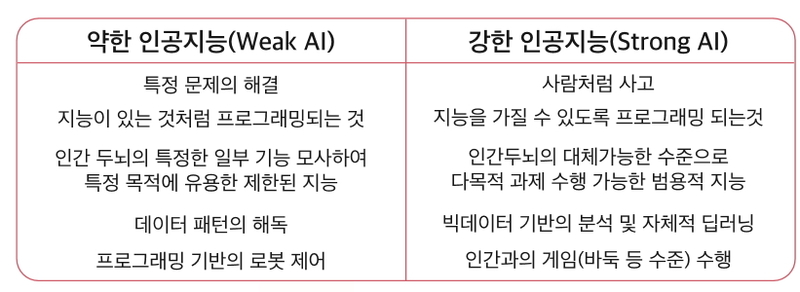 약한 인공지능(Weak AI)
강한 인공지능(Strong AI)
특정 문제의 해결
사람처럼 사고
지능이 있는 것처럼 프로그래밍되는 것
지능을 가질 수 있도록 프로그래밍 되는것
인간 두뇌의 특정한 일부 기능 모사하여
특정 목적에 유용한 제한된 지능
인간두뇌의 대체가능한 수준으로
다목적 과제 수행 가능한 범용적 지능
데이터 패턴의 해독
빅데이터 기반의 분석 및 자체적 딥러닝
프로그래밍 기반의 로봇 제어
인간과의 게임(바둑 등 수준) 수행